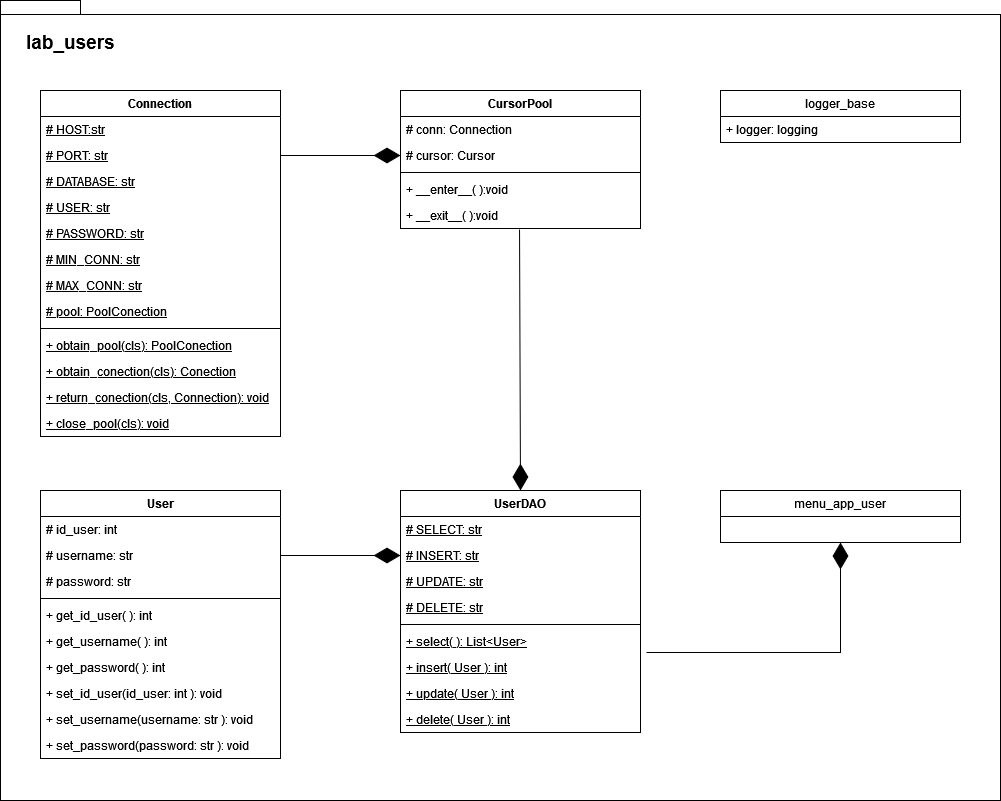 lab_users
Connection
# HOST:str
# PORT: str
# DATABASE: str
# USER: str
# PASSWORD: str
# MIN_CONN: str
# MAX_CONN: str
# pool: PoolConection
+ obtain_pool(cls): PoolConection
+ obtain_conection(cls): Conection
+ return_conection(cls, Connection): void
+ close_pool(cls): void
CursorPool
# conn: Connection
# cursor: Cursor
+ __enter__( ):void
+ __exit__( ):void
logger_base
+ logger: logging
User
# id_user: int
# username: str
# password: str
+ get_id_user( ): int
+ get_username( ): int
+ get_password( ): int
+ set_id_user(id_user: int ): void
+ set_username(username: str ): void
+ set_password(password: str ): void
UserDAO
# SELECT: str
# INSERT: str
# UPDATE: str
# DELETE: str
+ select( ): List<User>
+ insert( User ): int
+ update( User ): int
+ delete( User ): int
menu_app_user